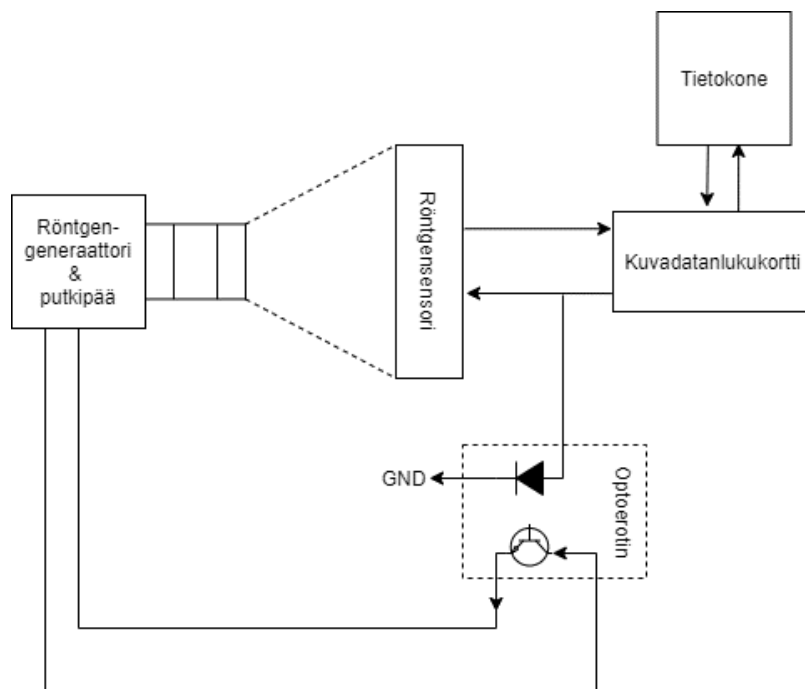 Tietokone
Röntgen-
generaattori
&
putkipää
Röntgensensori
Kuvadatanlukukortti
GND
Optoerotin